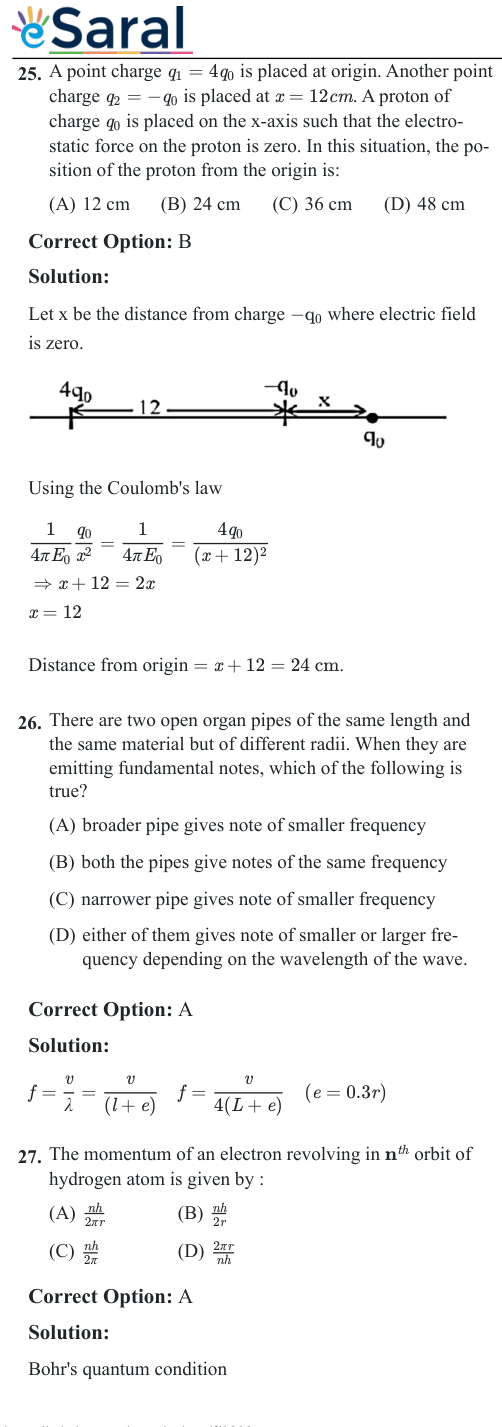 eSaral
25. A point charge q₁ = 4q₀ is placed at origin. Another point
charge q₂ = −q₀ is placed at x = 12cm. A proton of
charge q₀ is placed on the x-axis such that the electro-
static force on the proton is zero. In this situation, the po-
sition of the proton from the origin is:
(A) 12 cm (B) 24 cm (C) 36 cm (D) 48 cm
Correct Option: B
Solution:
Let x be the distance from charge −q₀ where electric field
is zero.
4q₀ −q₀
12 x
q₀
Using the Coulomb's law
1/(4πE₀) q₀/x² = 1/(4πE₀) = 4q₀/(x + 12)²
⇒ x + 12 = 2x
x = 12
Distance from origin = x + 12 = 24 cm.
26. There are two open organ pipes of the same length and
the same material but of different radii. When they are
emitting fundamental notes, which of the following is
true?
(A) broader pipe gives note of smaller frequency
(B) both the pipes give notes of the same frequency
(C) narrower pipe gives note of smaller frequency
(D) either of them gives note of smaller or larger fre-
quency depending on the wavelength of the wave.
Correct Option: A
Solution:
f = v/λ = v/(l + e) f = v/4(L + e) (e = 0.3r)
27. The momentum of an electron revolving in nᵗʰ orbit of
hydrogen atom is given by :
(A) nh/2πr (B) nh/2r
(C) nh/2π (D) 2πr/nh
Correct Option: A
Solution:
Bohr's quantum condition